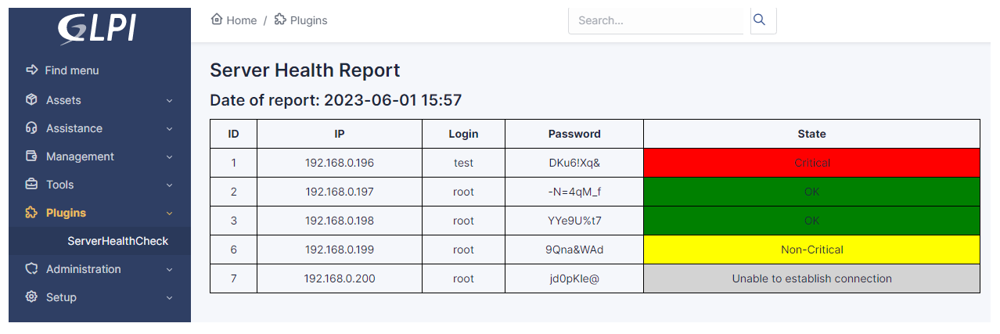 GLPI
Home / Plugins
Search...
Find menu
Assets
Assistance
Management
Tools
Plugins
ServerHealthCheck
Administration
Setup
Server Health Report
Date of report: 2023-06-01 15:57
ID IP Login Password State
1 192.168.0.196 test DKu6!Xq& Critical
2 192.168.0.197 root -N=4qM_f OK
3 192.168.0.198 root YYe9U%t7 OK
6 192.168.0.199 root 9Qna&WAd Non-Critical
7 192.168.0.200 root jd0pKIe@ Unable to establish connection